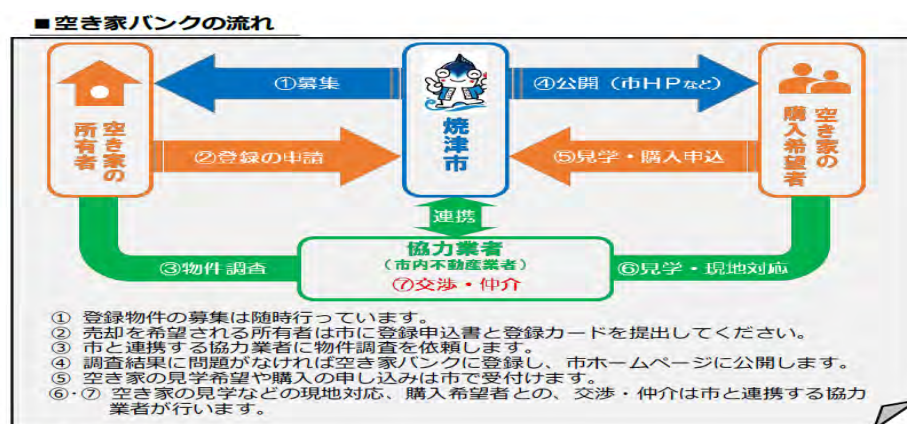 ■空き家バンクの流れ
空き家の
所有者
①募集
②登録の申請
焼津市
④公開（市ＨＰなど）
⑤見学・購入申込
空き家の
購入希望者
連携
協力業者
（市内不動産業者）
⑦交渉・仲介
③物件調査
⑥見学・現地対応
① 登録物件の募集は随時行っています。
② 売却を希望される所有者は市に登録申込書と登録カードを提出してください。
③ 市と連携する協力業者に物件調査を依頼します。
④ 調査結果に問題がなければ空き家バンクに登録し、市ホームページに公開します。
⑤ 空き家の見学希望や購入の申し込みは市で受付けます。
⑥・⑦ 空き家の見学などの現地対応、購入希望者との、交渉・仲介は市と連携する協力
業者が行います。